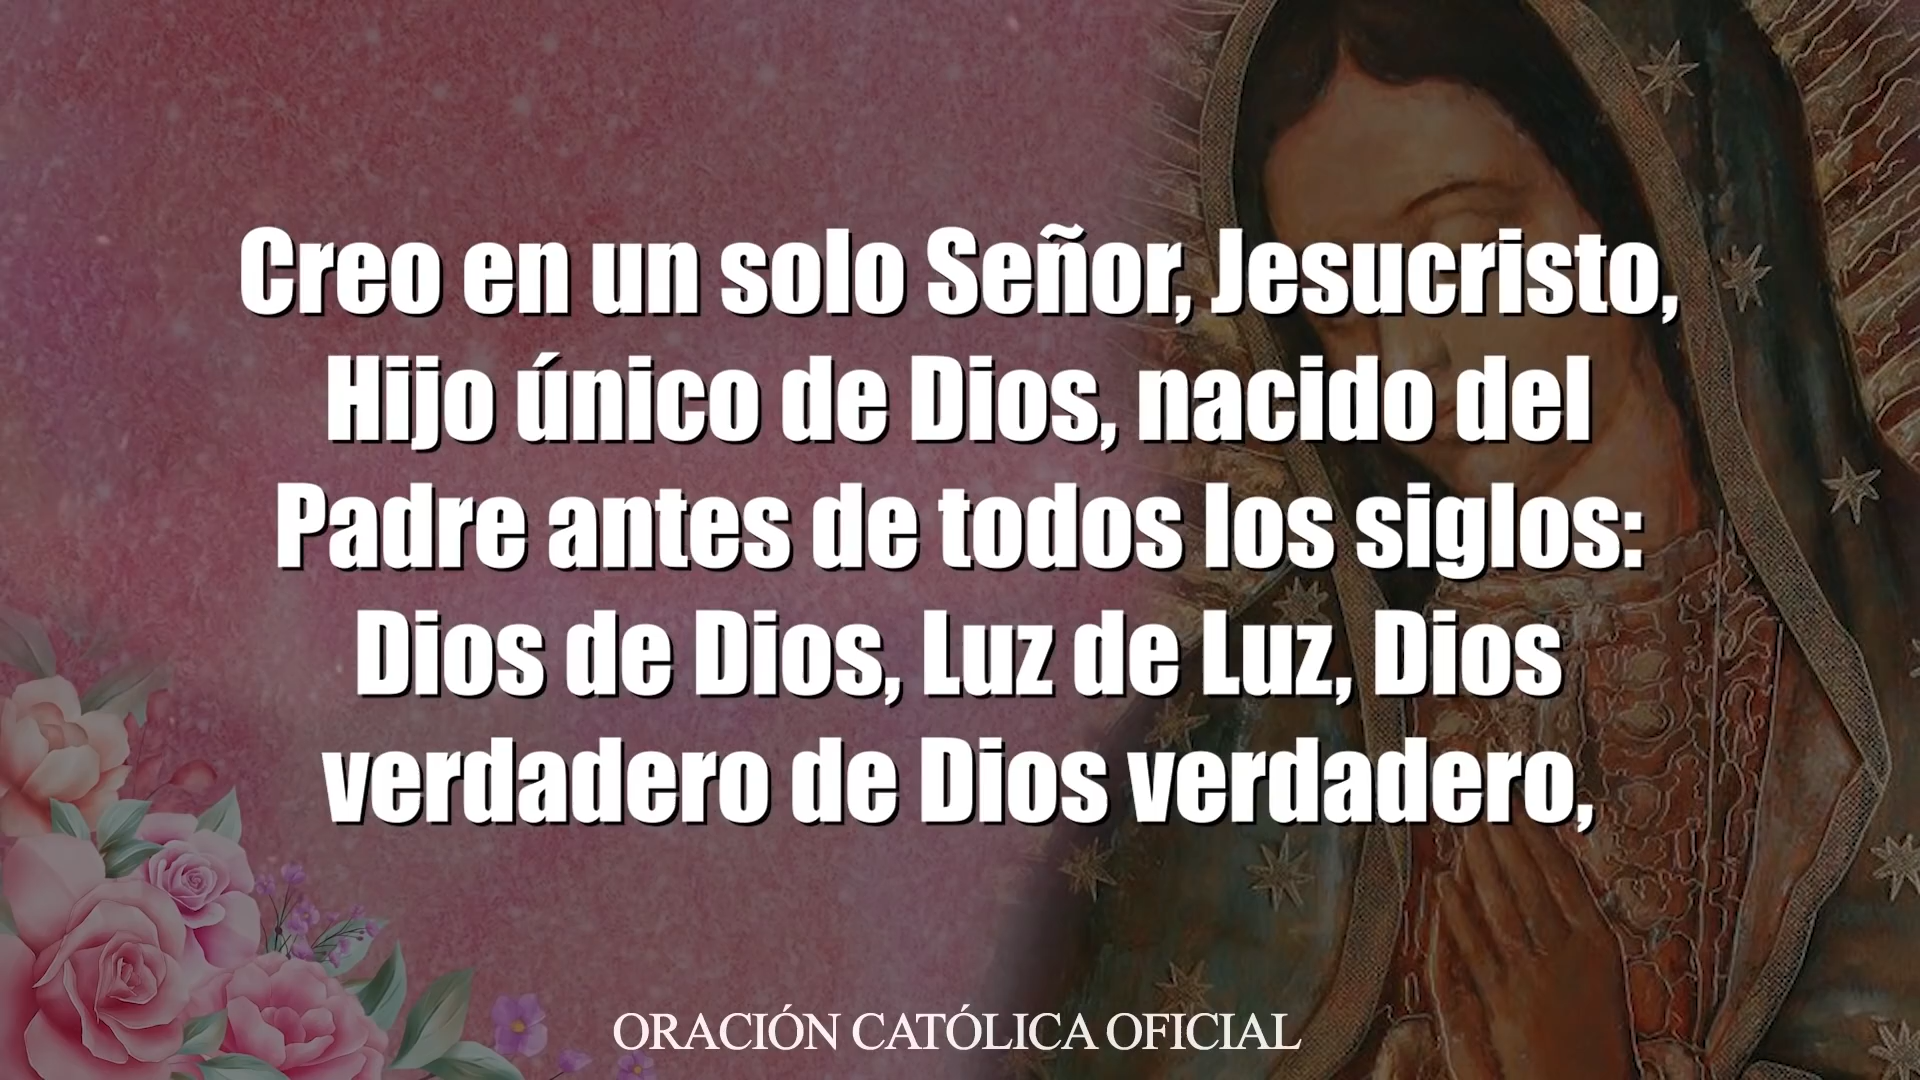 Creo en un solo Señor, Jesucristo,
Hijo único de Dios, nacido del
Padre antes de todos los siglos:
Dios de Dios, Luz de Luz, Dios
verdadero de Dios verdadero,
ORACIÓN CATÓLICA OFICIAL